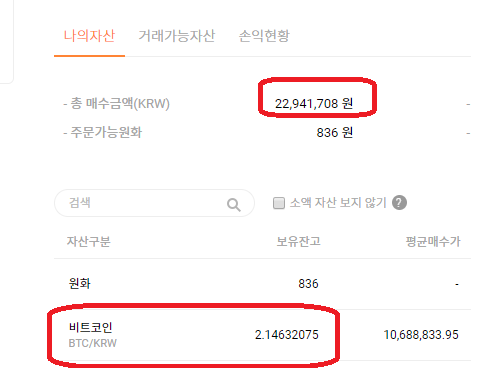 나의자산 거래가능자산 손익현황
- 총 매수금액(KRW) 22,941,708 원 -
- 주문가능원화 836 원 -
검색 소액 자산 보지 않기 ?
자산구분 보유잔고 평균매수가
원화 836 -
비트코인
BTC/KRW 2.14632075 10,688,833.95